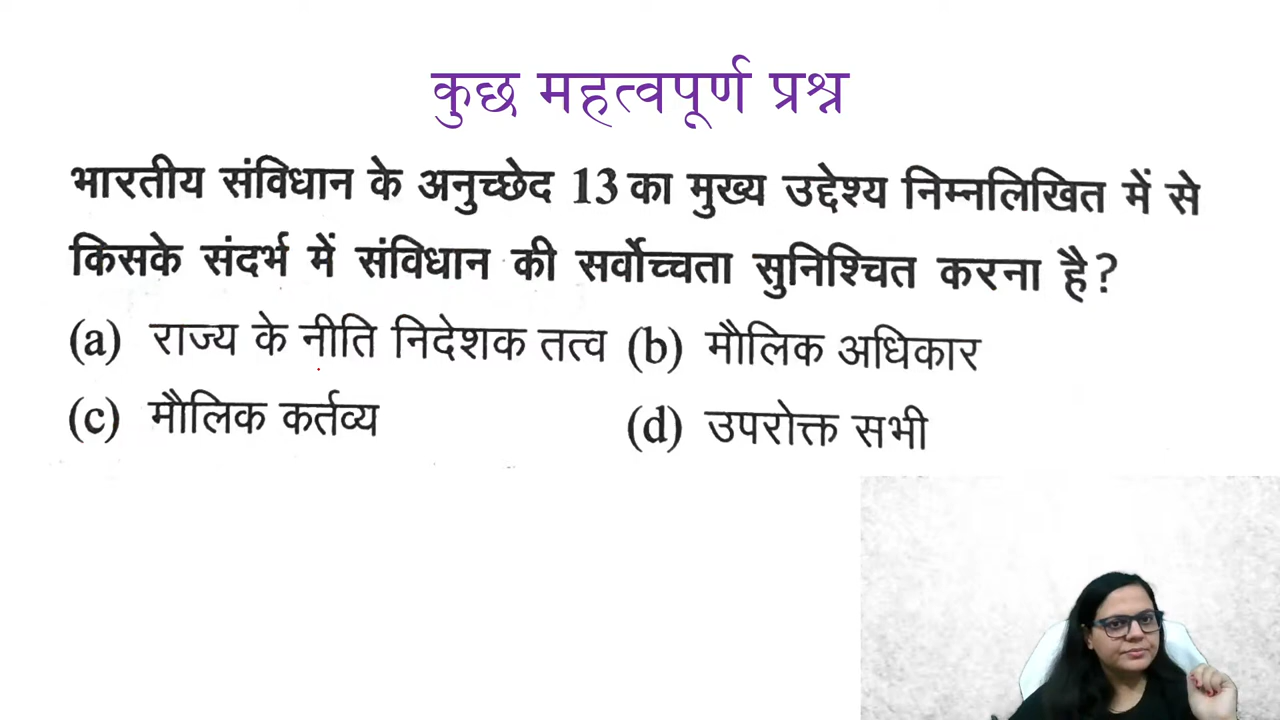 कुछ महत्वपूर्ण प्रश्न
भारतीय संविधान के अनुच्छेद 13 का मुख्य उद्देश्य निम्नलिखित में से
किसके संदर्भ में संविधान की सर्वोच्चता सुनिश्चित करना है?
(a) राज्य के नीति निदेशक तत्व (b) मौलिक अधिकार
(c) मौलिक कर्तव्य (d) उपरोक्त सभी